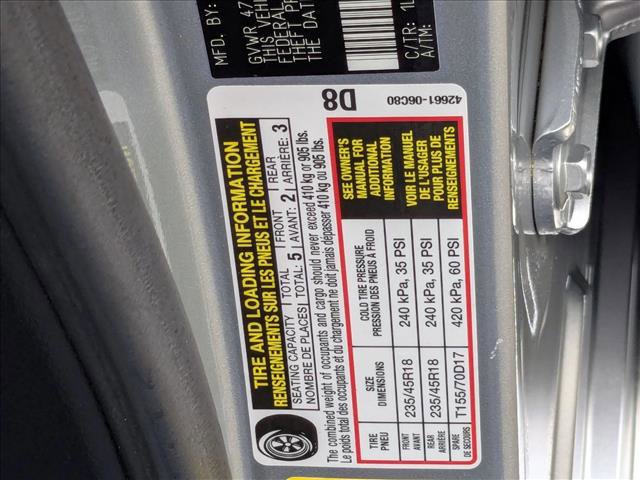 MFD. BY:
GVWR 47
THIS VEHI
FEDERAL
THEFT PR
THE DAT
C/TR: 1L
A/TM:
TIRE AND LOADING INFORMATION
RENSEIGNEMENTS SUR LES PNEUS ET LE CHARGEMENT
SEATING CAPACITY TOTAL 5 FRONT 2 REAR 3
NOMBRE DE PLACES TOTAL: AVANT: ARRIÈRE:
The combined weight of occupants and cargo should never exceed 410 kg or 905 lbs.
Le poids total des occupants et du chargement ne doit jamais dépasser 410 kg ou 905 lbs.
TIRE SIZE COLD TIRE PRESSURE
PNEU DIMENSIONS PRESSION DES PNEUS À FROID
FRONT 235/45R18 240 kPa, 35 PSI
AVANT
REAR 235/45R18 240 kPa, 35 PSI
ARRIÈRE
SPARE T155/70D17 420 kPa, 60 PSI
DE SECOURS
SEE OWNER'S
MANUAL FOR
ADDITIONAL
INFORMATION
VOIR LE MANUEL
DE L'USAGER
POUR PLUS DE
RENSEIGNEMENTS
D8
42661-06C80